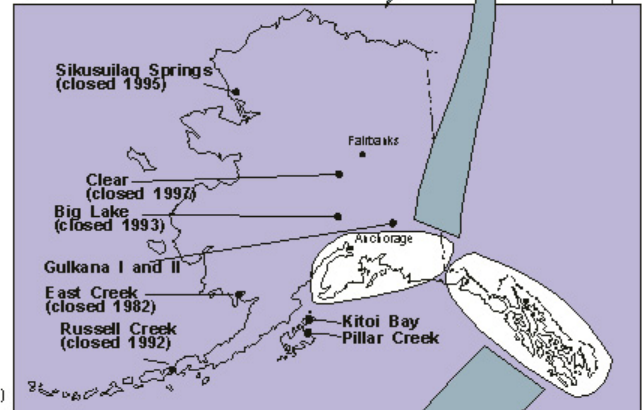 Sikusuilaq Springs
(closed 1995)
Fairbanks
Clear
(closed 1997)
Big Lake
(closed 1993)
Anchorage
Gulkana I and II
East Creek
(closed 1982)
Kitoi Bay
Russell Creek
(closed 1992)
Pillar Creek
)